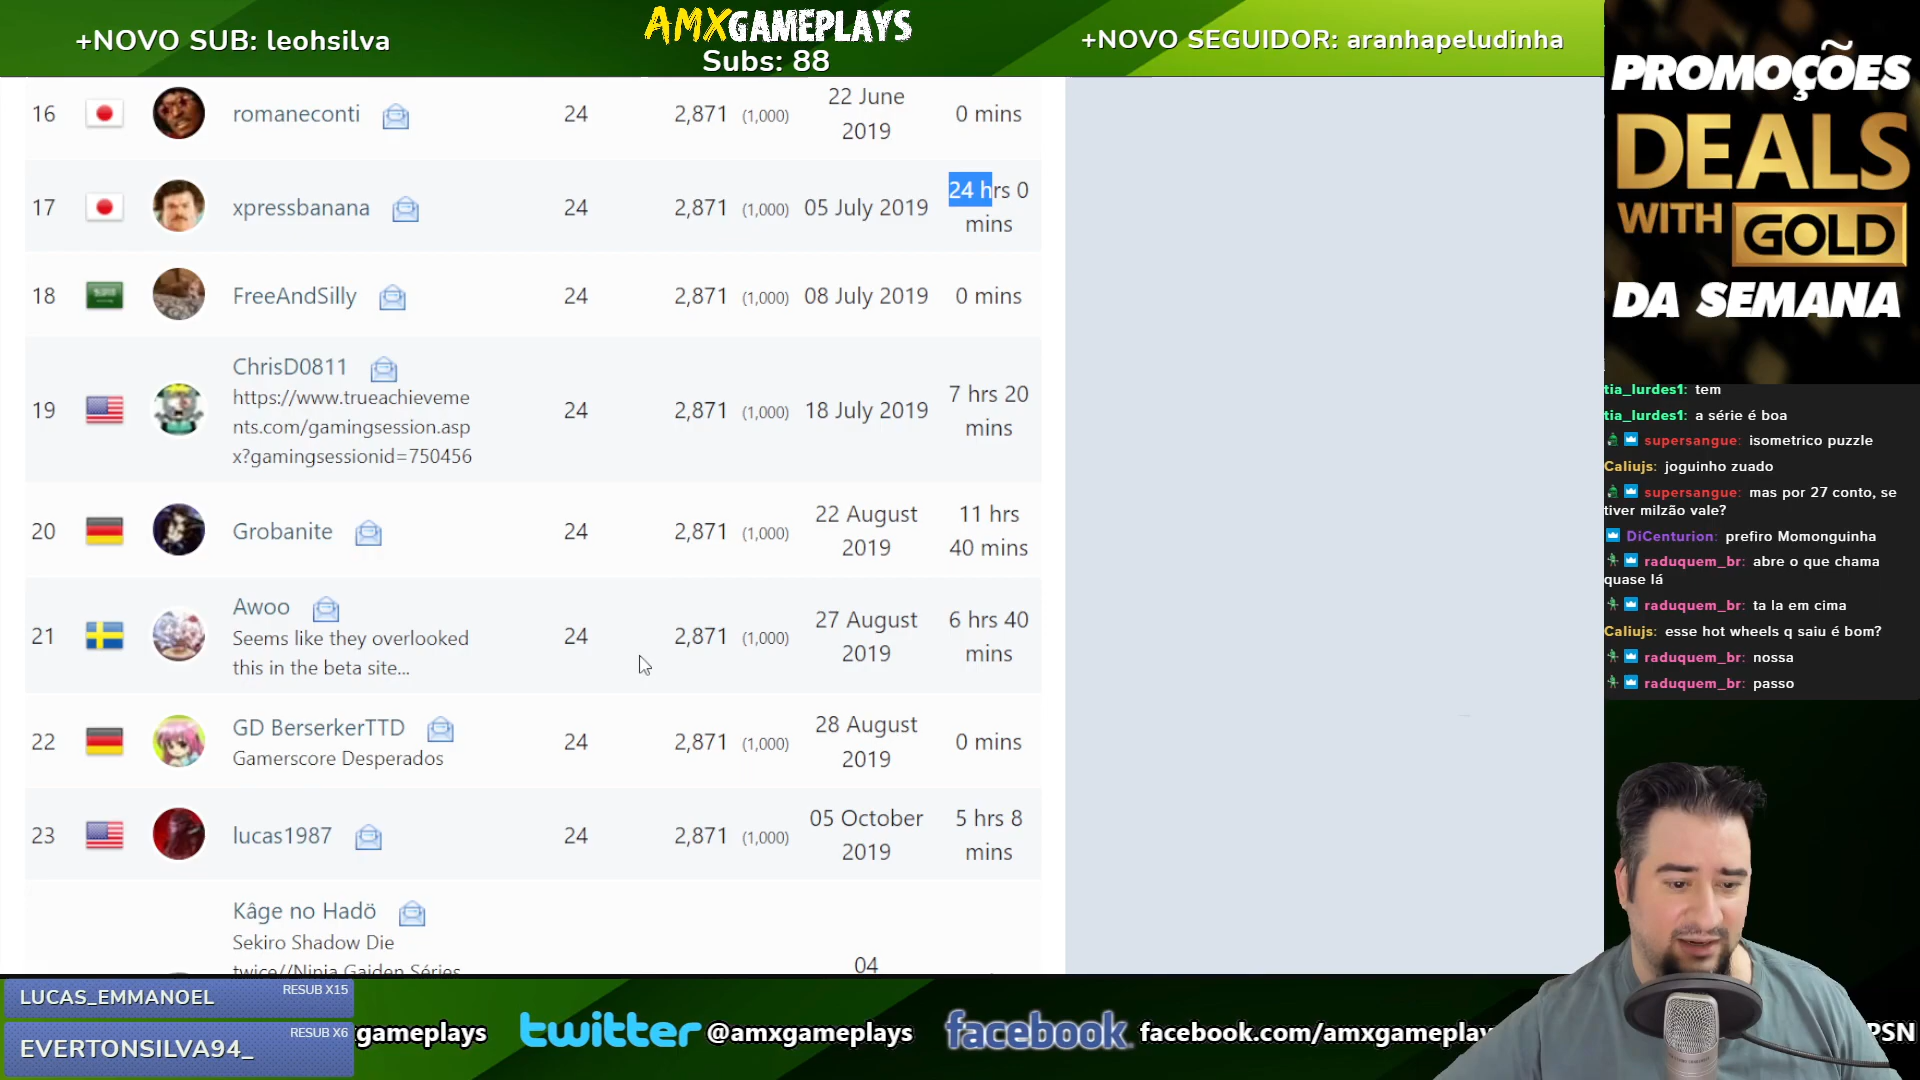 +NOVO SUB: leohsilva
AMXGAMEPLAYS
Subs: 88
+NOVO SEGUIDOR: aranhapeludinha
16 romaneconti 24 2,871 (1,000) 22 June 2019 0 mins
17 xpressbanana 24 2,871 (1,000) 05 July 2019 24 hrs 0 mins
18 FreeAndSilly 24 2,871 (1,000) 08 July 2019 0 mins
19 ChrisD0811 24 2,871 (1,000) 18 July 2019 7 hrs 20 mins
https://www.trueachieveme
nts.com/gamingsession.asp
x?gamingsessionid=750456
20 Grobanite 24 2,871 (1,000) 22 August 2019 11 hrs 40 mins
21 Awoo 24 2,871 (1,000) 27 August 2019 6 hrs 40 mins
Seems like they overlooked
this in the beta site...
22 GD BerserkerTTD 24 2,871 (1,000) 28 August 2019 0 mins
Gamerscore Desperados
23 lucas1987 24 2,871 (1,000) 05 October 2019 5 hrs 8 mins
Kâge no Hadö
Sekiro Shadow Die
twice//Ninja Gaiden Séries
04
PROMOÇÕES
DEALS
WITH GOLD
DA SEMANA
tia_lurdes1: tem
tia_lurdes1: a série é boa
supersangue: isometrico puzzle
Caliujs: joguinho zuado
supersangue: mas por 27 conto, se
tiver milzão vale?
DiCenturion: prefiro Momonguinha
raduquem_br: abre o que chama
quase lá
raduquem_br: ta la em cima
Caliujs: esse hot wheels q saiu é bom?
raduquem_br: nossa
raduquem_br: passo
LUCAS_EMMANOEL RESUB X15
EVERTONSILVA94_ RESUB X6
xgameplays
twitter @amxgameplays
facebook facebook.com/amxgameplay
PSN